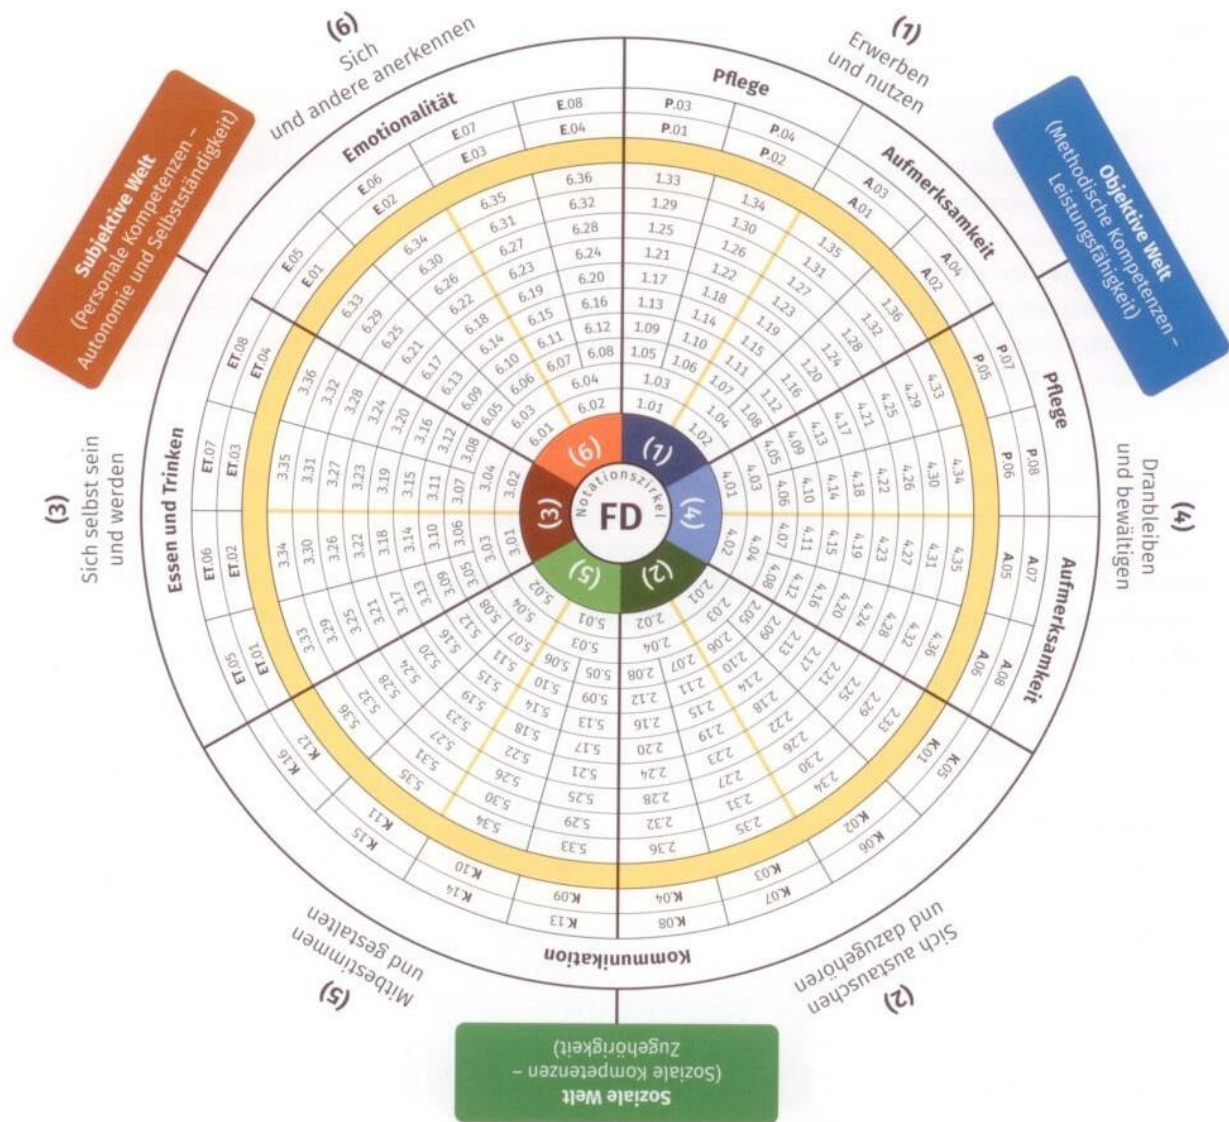 (1)
Erwerben
und nutzen
Objektive Welt
(Methodische Kompetenzen –
Leistungsfähigkeit)
(4)
Dranbleiben
und bewältigen
(2)
Sich austauschen
und dazugehören
Soziale Welt
(Soziale Kompetenzen –
Zugehörigkeit)
(5)
Mitbestimmen
und gestalten
(3)
Sich selbst sein
und werden
Subjektive Welt
(Personale Kompetenzen –
Autonomie und Selbstständigkeit)
(6)
Sich
und andere anerkennen
Pflege
P.03 P.04
P.01 P.02
Aufmerksamkeit
A.03 A.04
A.01 A.02
1.33 1.34 1.35 1.36
1.29 1.30 1.31 1.32
1.25 1.26 1.27 1.28
1.21 1.22 1.23 1.24
1.17 1.18 1.19 1.20
1.13 1.14 1.15 1.16
1.09 1.10 1.11 1.12
1.05 1.06 1.07 1.08
1.03 1.04
1.01 1.02
Pflege
P.07 P.08
P.05 P.06
Aufmerksamkeit
A.07 A.08
A.05 A.06
4.33 4.34 4.35 4.36
4.29 4.30 4.31 4.32
4.25 4.26 4.27 4.28
4.21 4.22 4.23 4.24
4.17 4.18 4.19 4.20
4.13 4.14 4.15 4.16
4.09 4.10 4.11 4.12
4.05 4.06 4.07 4.08
4.03 4.04
4.01 4.02
Kommunikation
K.05 K.06 K.07 K.08
K.01 K.02 K.03 K.04
2.33 2.34 2.35 2.36
2.29 2.30 2.31 2.32
2.25 2.26 2.27 2.28
2.21 2.22 2.23 2.24
2.17 2.18 2.19 2.20
2.13 2.14 2.15 2.16
2.09 2.10 2.11 2.12
2.05 2.06 2.07 2.08
2.03 2.04
2.01 2.02
K.13 K.14 K.15 K.16
K.09 K.10 K.11 K.12
5.33 5.34 5.35 5.36
5.29 5.30 5.31 5.32
5.25 5.26 5.27 5.28
5.21 5.22 5.23 5.24
5.17 5.18 5.19 5.20
5.13 5.14 5.15 5.16
5.09 5.10 5.11 5.12
5.05 5.06 5.07 5.08
5.03 5.04
5.01 5.02
Essen und Trinken
ET.05 ET.06 ET.07 ET.08
ET.01 ET.02 ET.03 ET.04
3.33 3.34 3.35 3.36
3.29 3.30 3.31 3.32
3.25 3.26 3.27 3.28
3.21 3.22 3.23 3.24
3.17 3.18 3.19 3.20
3.13 3.14 3.15 3.16
3.09 3.10 3.11 3.12
3.05 3.06 3.07 3.08
3.03 3.04
3.01 3.02
Emotionalität
E.05 E.06 E.07 E.08
E.01 E.02 E.03 E.04
6.33 6.34 6.35 6.36
6.29 6.30 6.31 6.32
6.25 6.26 6.27 6.28
6.21 6.22 6.23 6.24
6.17 6.18 6.19 6.20
6.13 6.14 6.15 6.16
6.09 6.10 6.11 6.12
6.05 6.06 6.07 6.08
6.03 6.04
6.01 6.02
(1)
(4)
(2)
(5)
(3)
(6)
Notationszirkel
FD